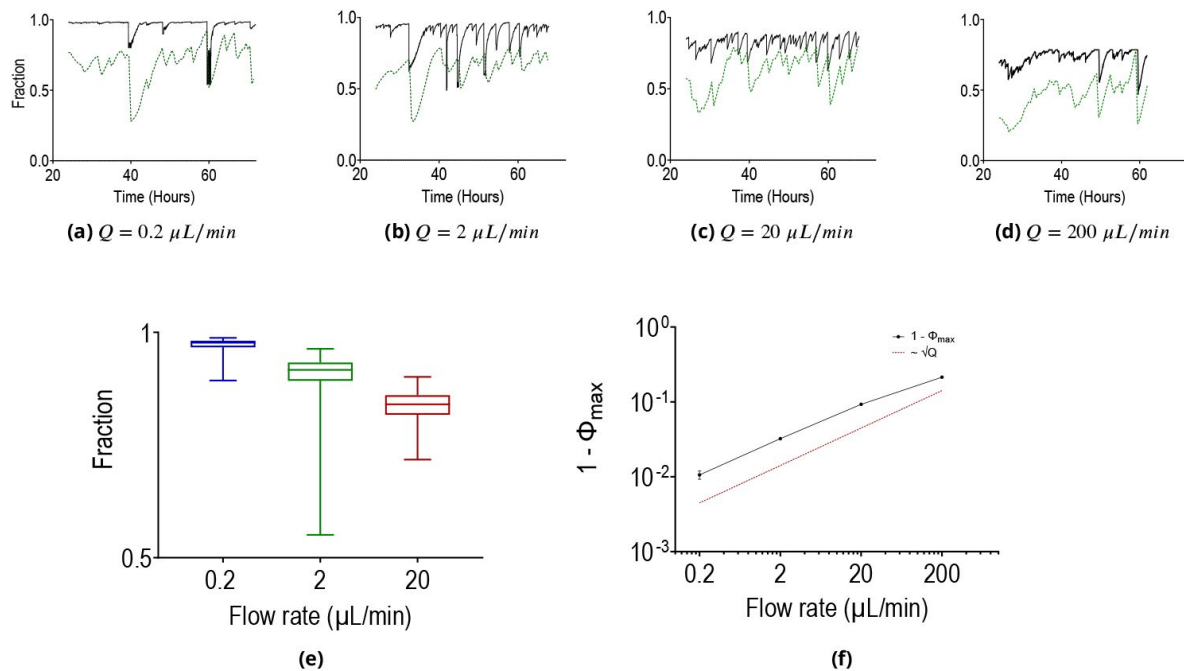 1.0
0.5
0.0
Fraction
20
40
60
Time (Hours)
(a) Q = 0.2 μL/min
1.0
0.5
0.0
20
40
60
Time (Hours)
(b) Q = 2 μL/min
1.0
0.5
0.0
20
40
60
Time (Hours)
(c) Q = 20 μL/min
1.0
0.5
0.0
20
40
60
Time (Hours)
(d) Q = 200 μL/min
1
0.5
Fraction
0.2
2
20
Flow rate (μL/min)
(e)
10⁰
10⁻¹
10⁻²
10⁻³
1 - Φmax
1 - Φmax
~ √Q
0.2
2
20
200
Flow rate (μL/min)
(f)